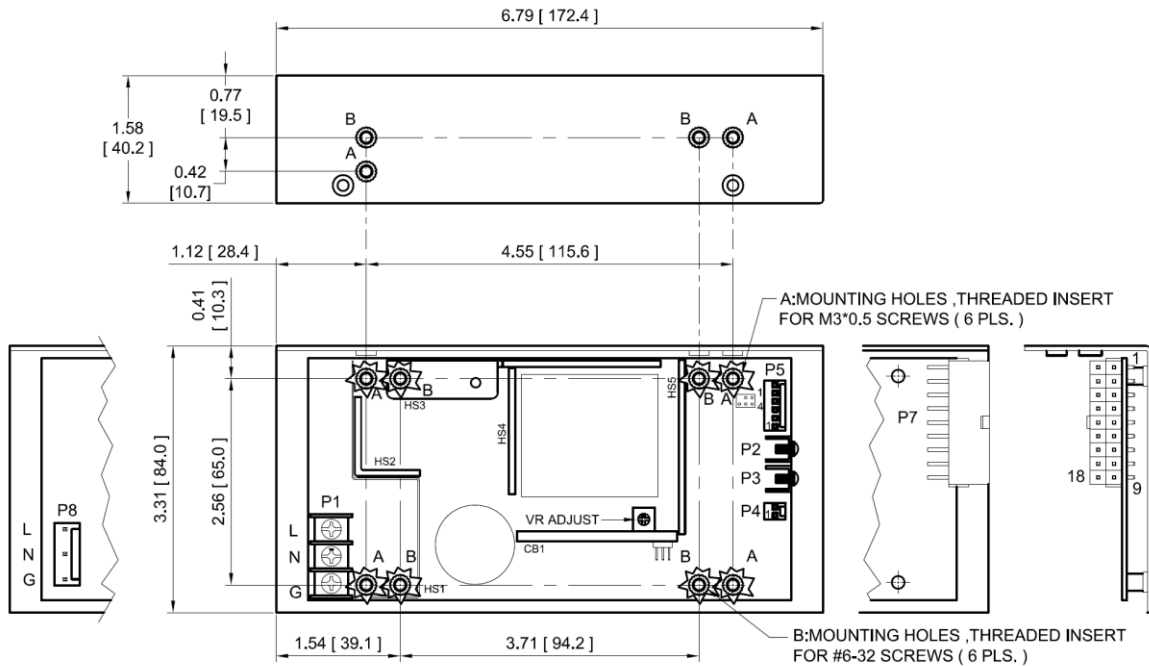 6.79 [ 172.4 ]
0.77
[ 19.5 ]
1.58
[ 40.2 ]
B
B
A
A
0.42
[10.7]
1.12 [ 28.4 ]
4.55 [ 115.6 ]
0.41
[ 10.3 ]
A:MOUNTING HOLES ,THREADED INSERT
FOR M3*0.5 SCREWS ( 6 PLS. )
A
B
HS3
HS5
B
A
P5
1
4
1
P7
1
HS4
P2
HS2
P3
18
9
3.31 [ 84.0 ]
2.56 [ 65.0 ]
P8
P1
P4
1
VR ADJUST
L
L
CB1
N
N
A
B
B
A
G
G
HS1
1.54 [ 39.1 ]
3.71 [ 94.2 ]
B:MOUNTING HOLES ,THREADED INSERT
FOR #6-32 SCREWS ( 6 PLS. )